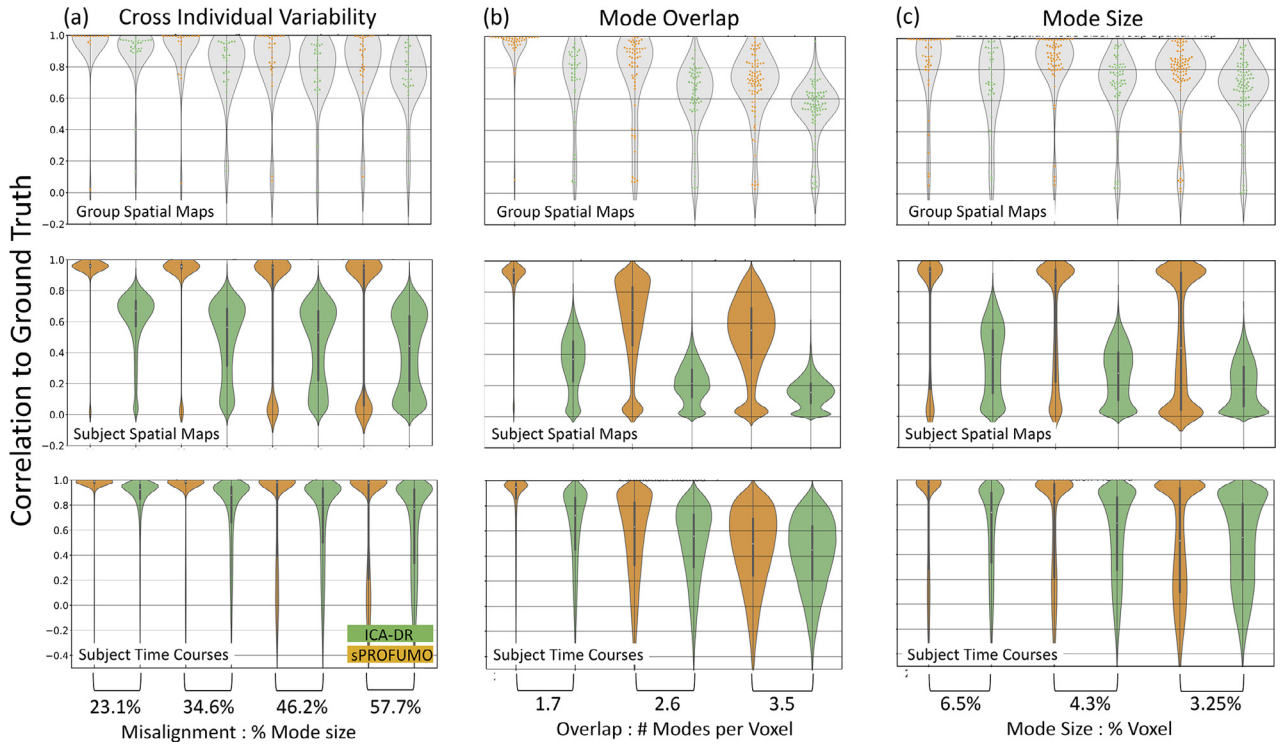 (a) Cross Individual Variability
(b) Mode Overlap
(c) Mode Size
Correlation to Ground Truth
1.0
0.8
0.6
0.4
0.2
0.0
−0.2
Group Spatial Maps
Group Spatial Maps
Group Spatial Maps
1.0
0.8
0.6
0.4
0.2
0.0
−0.2
Subject Spatial Maps
Subject Spatial Maps
Subject Spatial Maps
1.0
0.8
0.6
0.4
0.2
0.0
−0.2
−0.4
ICA-DR
sPROFUMO
Subject Time Courses
Subject Time Courses
Subject Time Courses
23.1% 34.6% 46.2% 57.7%
Misalignment : % Mode size
1.7 2.6 3.5
Overlap : # Modes per Voxel
6.5% 4.3% 3.25%
Mode Size : % Voxel